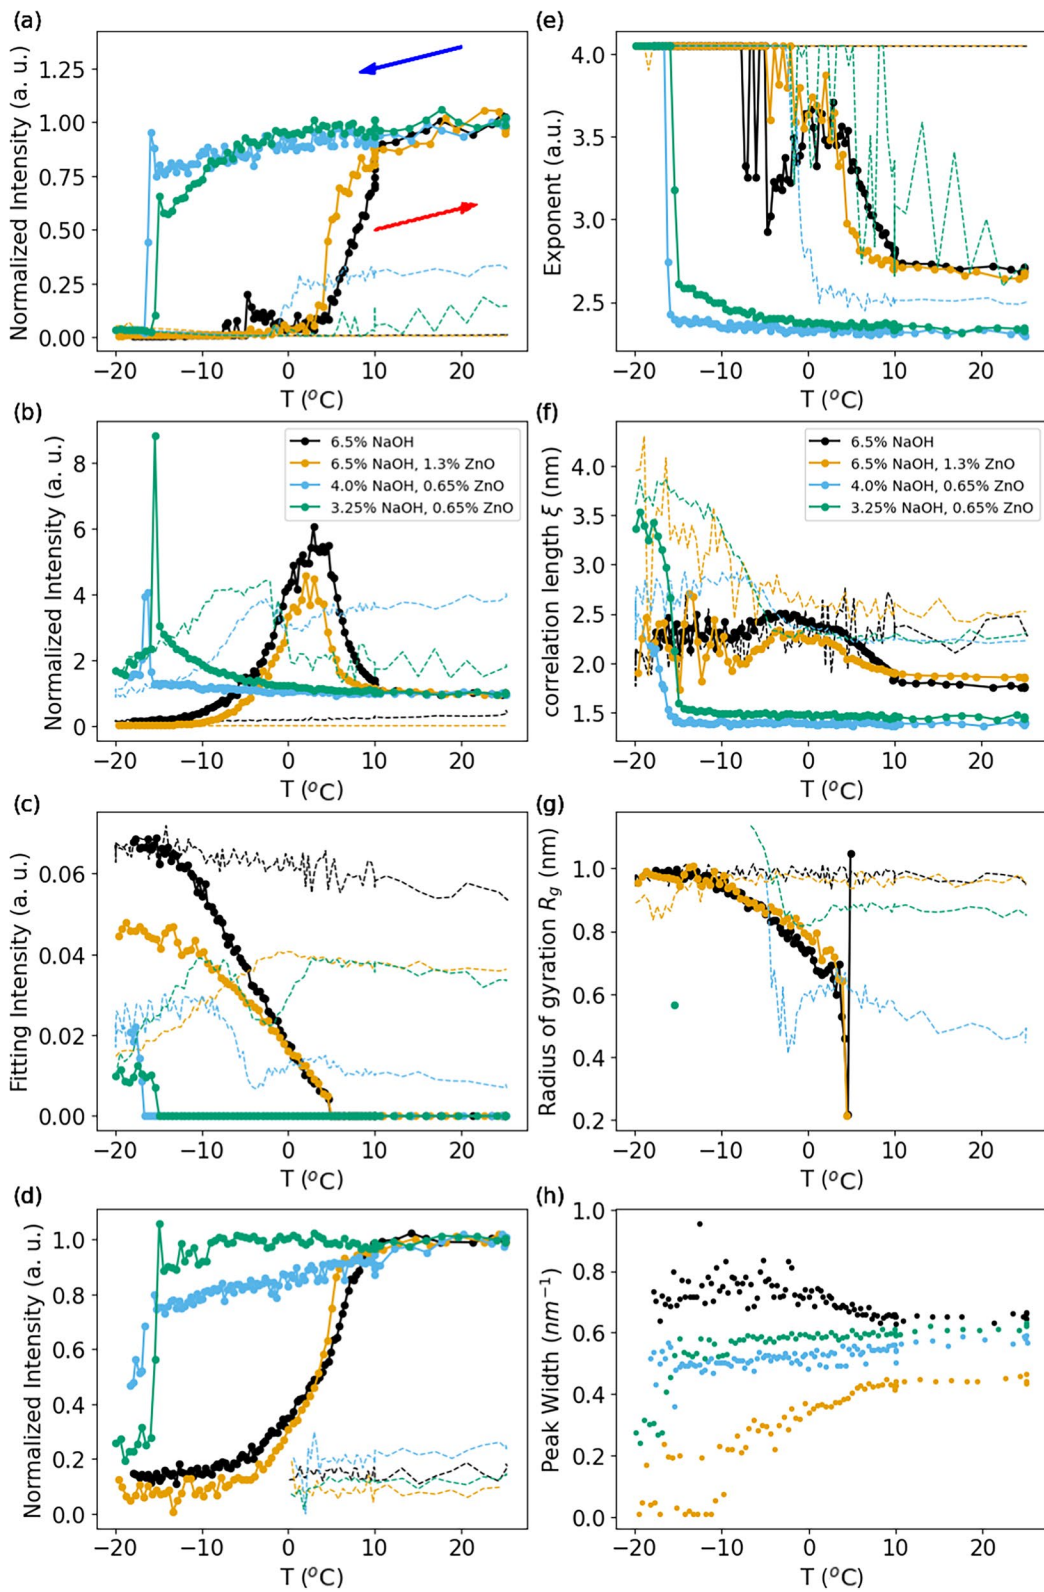 (a)
Normalized Intensity (a. u.)
1.25
1.00
0.75
0.50
0.25
0.00
−20
−10
0
10
20
T (°C)
(e)
Exponent (a.u.)
4.0
3.5
3.0
2.5
−20
−10
0
10
20
T (°C)
(b)
Normalized Intensity (a. u.)
8
6
4
2
0
6.5% NaOH
6.5% NaOH, 1.3% ZnO
4.0% NaOH, 0.65% ZnO
3.25% NaOH, 0.65% ZnO
−20
−10
0
10
20
T (°C)
(f)
correlation length ξ (nm)
4.0
3.5
3.0
2.5
2.0
1.5
6.5% NaOH
6.5% NaOH, 1.3% ZnO
4.0% NaOH, 0.65% ZnO
3.25% NaOH, 0.65% ZnO
−20
−10
0
10
20
T (°C)
(c)
Fitting Intensity (a. u.)
0.06
0.04
0.02
0.00
−20
−10
0
10
20
T (°C)
(g)
Radius of gyration R_g (nm)
1.0
0.8
0.6
0.4
0.2
−20
−10
0
10
20
T (°C)
(d)
Normalized Intensity (a. u.)
1.0
0.8
0.6
0.4
0.2
0.0
−20
−10
0
10
20
T (°C)
(h)
Peak Width (nm⁻¹)
1.0
0.8
0.6
0.4
0.2
0.0
−20
−10
0
10
20
T (°C)